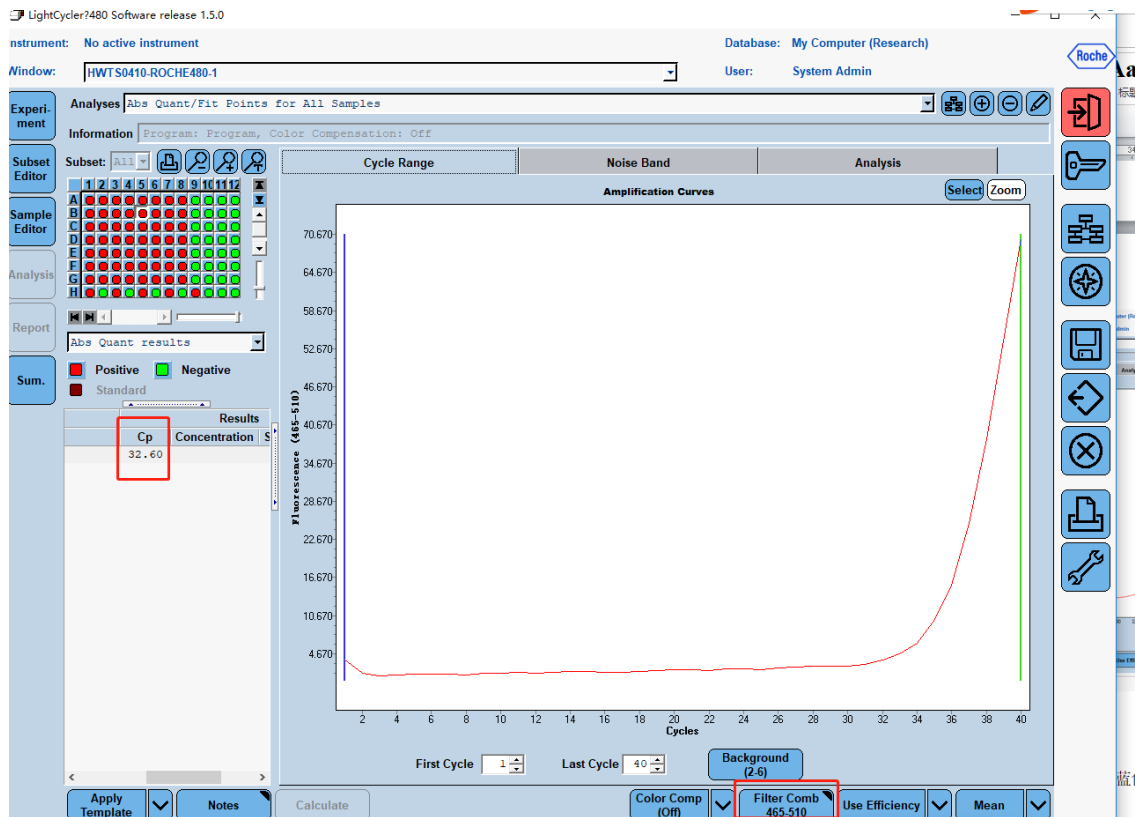 LightCycler?480 Software release 1.5.0
nstrument: No active instrument
Database: My Computer (Research)
Window: HWTS0410-ROCHE480-1
User: System Admin
Roche
Experi-
ment
Subset
Editor
Sample
Editor
Analysis
Report
Sum.
Analyses Abs Quant/Fit Points for All Samples
Information Program: Program, Color Compensation: Off
Subset: All
1 2 3 4 5 6 7 8 9 10 11 12
A
B
C
D
E
F
G
H
Abs Quant results
Positive Negative
Standard
Results
Cp Concentration S
32.60
Cycle Range Noise Band Analysis
Amplification Curves
Select Zoom
Fluorescence (465-510)
70.670
64.670
58.670
52.670
46.670
40.670
34.670
28.670
22.670
16.670
10.670
4.670
2 4 6 8 10 12 14 16 18 20 22 24 26 28 30 32 34 36 38 40
Cycles
First Cycle 1 Last Cycle 40 Background
(2-6)
Apply
Template
Notes
Calculate
Color Comp
(Off)
Filter Comb
465-510
Use Efficiency
Mean
标题